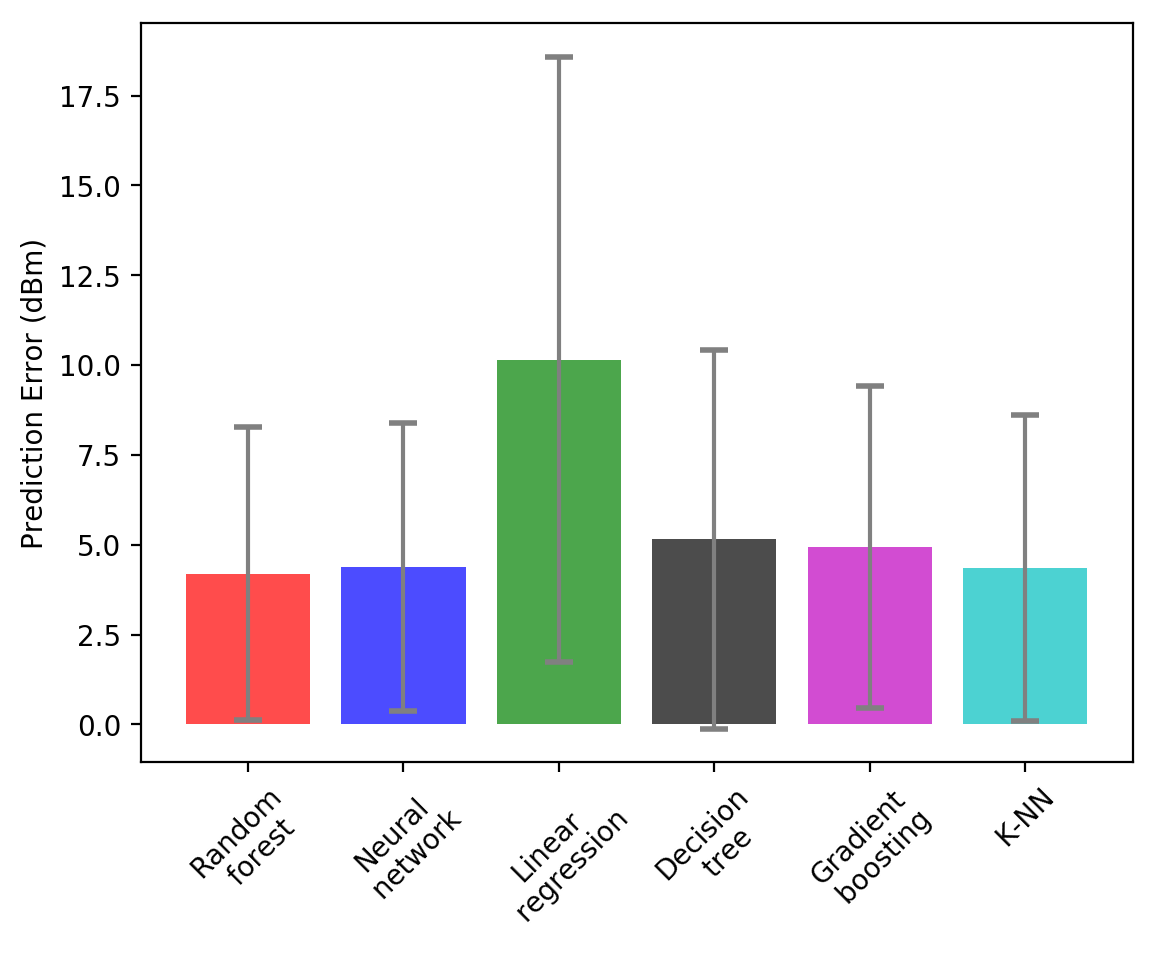 Prediction Error (dBm)
17.5
15.0
12.5
10.0
7.5
5.0
2.5
0.0
Random
forest
Neural
network
Linear
regression
Decision
tree
Gradient
boosting
K-NN